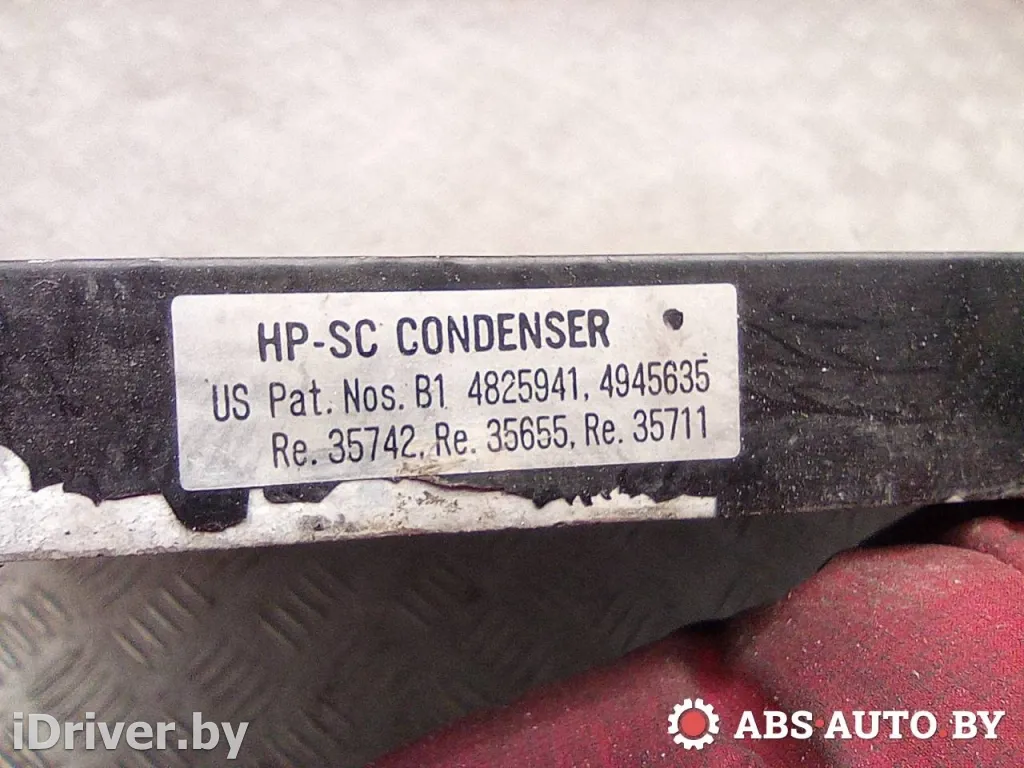 HP-SC CONDENSER
US Pat. Nos. B1 4825941, 4945635
Re. 35742, Re. 35655, Re. 35711
iDriver.by
ABS-AUTO.BY